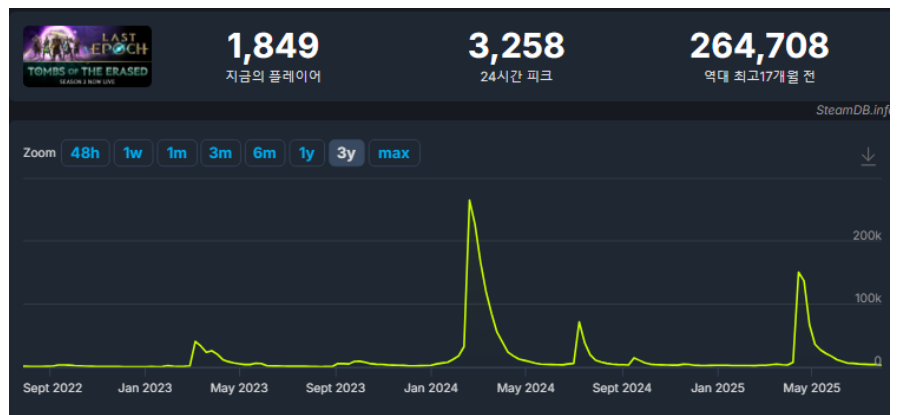 LAST
EPOCH
TOMBS OF THE ERASED
SEASON 2 NOW LIVE
1,849
지금의 플레이어
3,258
24시간 피크
264,708
역대 최고17개월 전
SteamDB.inf
Zoom 48h 1w 1m 3m 6m 1y 3y max
200k
100k
0
Sept 2022 Jan 2023 May 2023 Sept 2023 Jan 2024 May 2024 Sept 2024 Jan 2025 May 2025